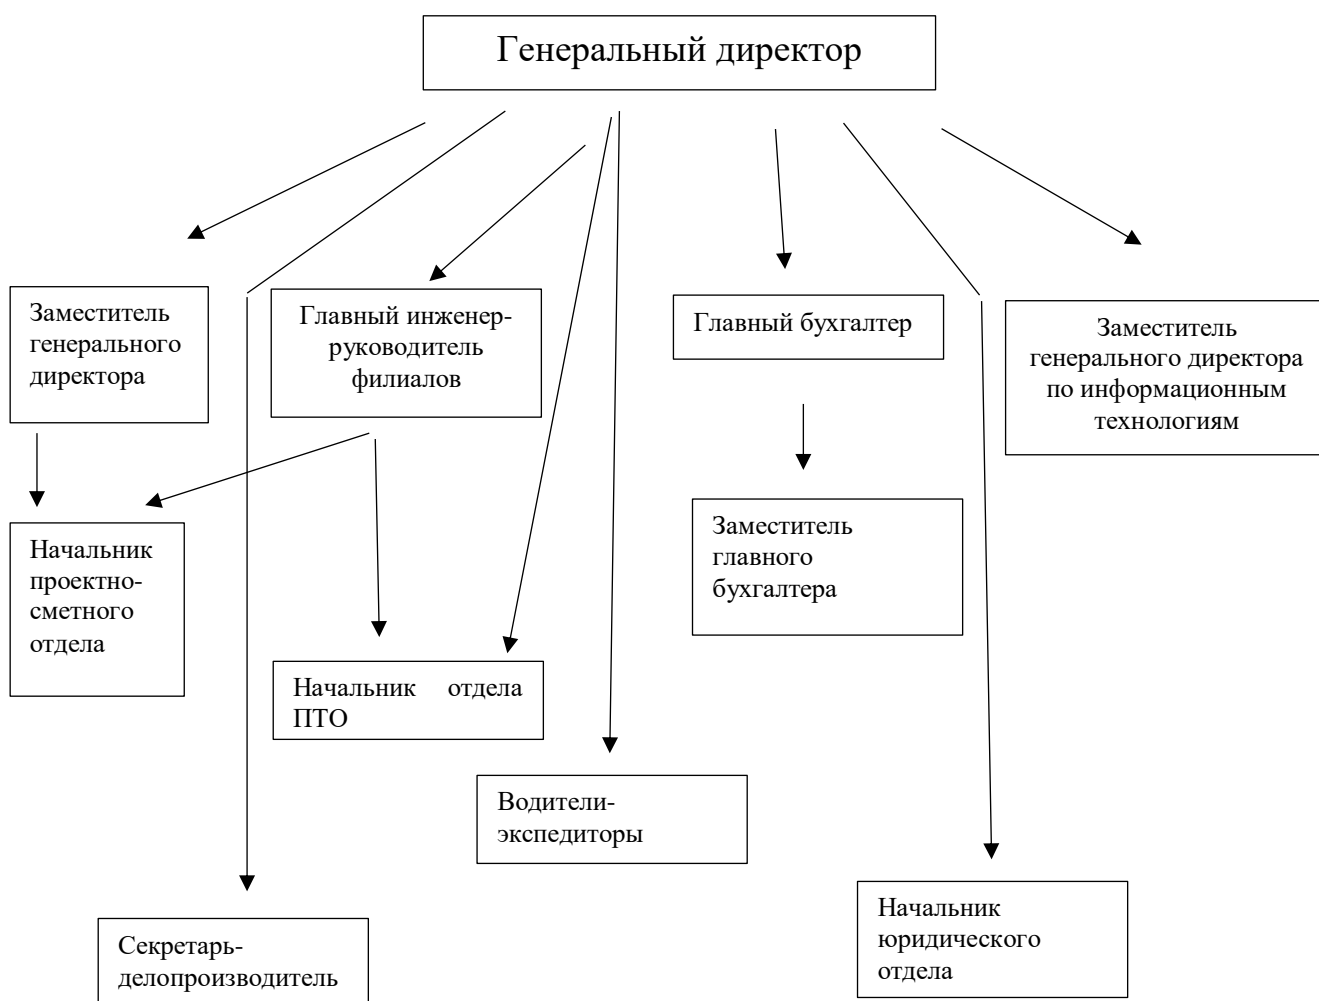 Генеральный директор
Заместитель
генерального
директора
Главный инженер-
руководитель
филиалов
Главный бухгалтер
Заместитель
генерального директора
по информационным
технологиям
Начальник
проектно-
сметного
отдела
Заместитель
главного
бухгалтера
Начальник отдела
ПТО
Водители-
экспедиторы
Начальник
юридического
отдела
Секретарь-
делопроизводитель